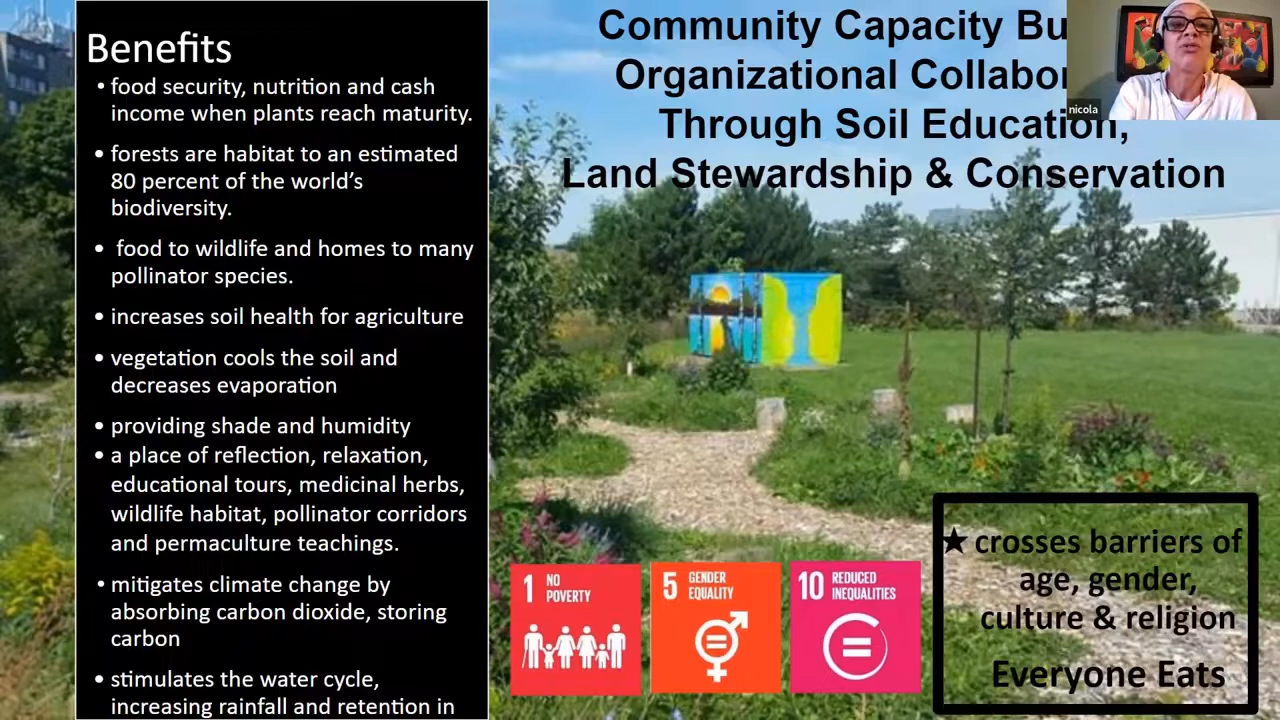 Benefits
• food security, nutrition and cash
income when plants reach maturity.
• forests are habitat to an estimated
80 percent of the world's
biodiversity.
• food to wildlife and homes to many
pollinator species.
• increases soil health for agriculture
• vegetation cools the soil and
decreases evaporation
• providing shade and humidity
• a place of reflection, relaxation,
educational tours, medicinal herbs,
wildlife habitat, pollinator corridors
and permaculture teachings.
• mitigates climate change by
absorbing carbon dioxide, storing
carbon
• stimulates the water cycle,
increasing rainfall and retention in
Community Capacity Bu
Organizational Collabor
Through Soil Education,
Land Stewardship & Conservation
nicola
1 NO
POVERTY
5 GENDER
EQUALITY
10 REDUCED
INEQUALITIES
★ crosses barriers of
age, gender,
culture & religion
Everyone Eats